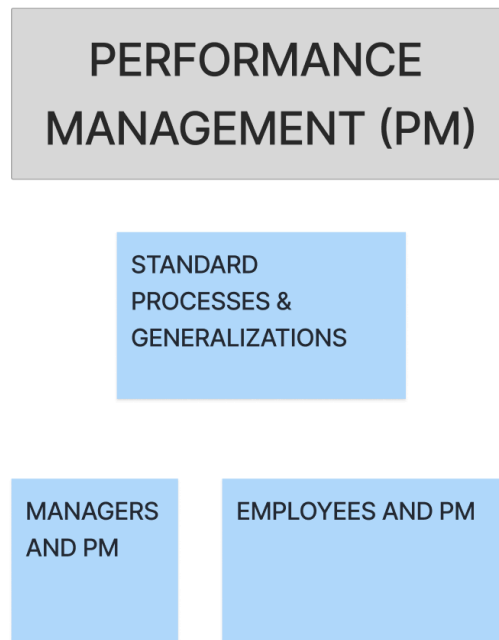 PERFORMANCE
MANAGEMENT (PM)
STANDARD
PROCESSES &
GENERALIZATIONS
MANAGERS
AND PM
EMPLOYEES AND PM